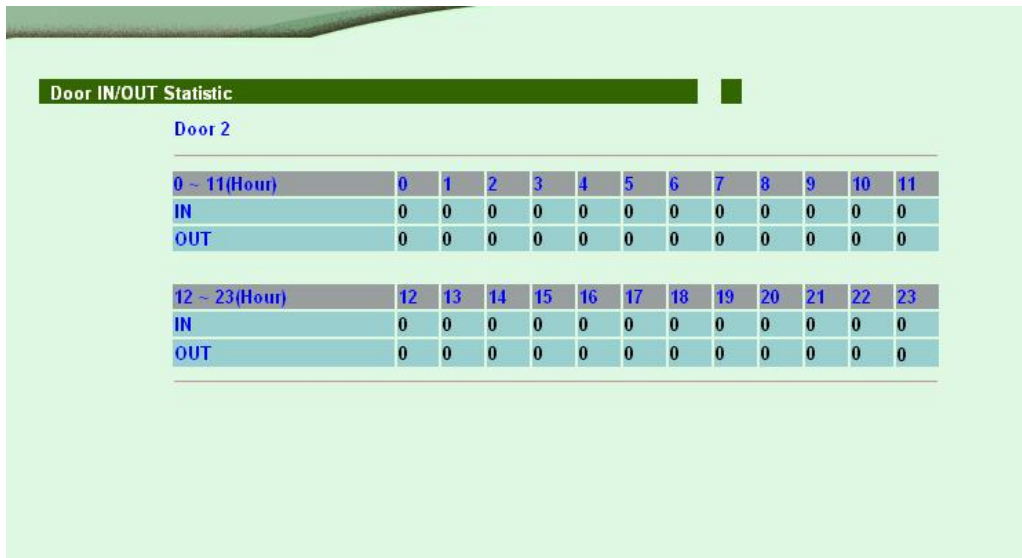 Door IN/OUT Statistic
Door 2
0 ~ 11(Hour) 0 1 2 3 4 5 6 7 8 9 10 11
IN 0 0 0 0 0 0 0 0 0 0 0 0
OUT 0 0 0 0 0 0 0 0 0 0 0 0
12 ~ 23(Hour) 12 13 14 15 16 17 18 19 20 21 22 23
IN 0 0 0 0 0 0 0 0 0 0 0 0
OUT 0 0 0 0 0 0 0 0 0 0 0 0